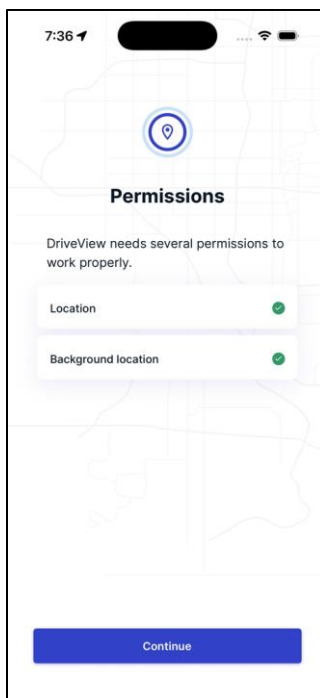 7:36
Permissions
DriveView needs several permissions to
work properly.
Location
Background location
Continue